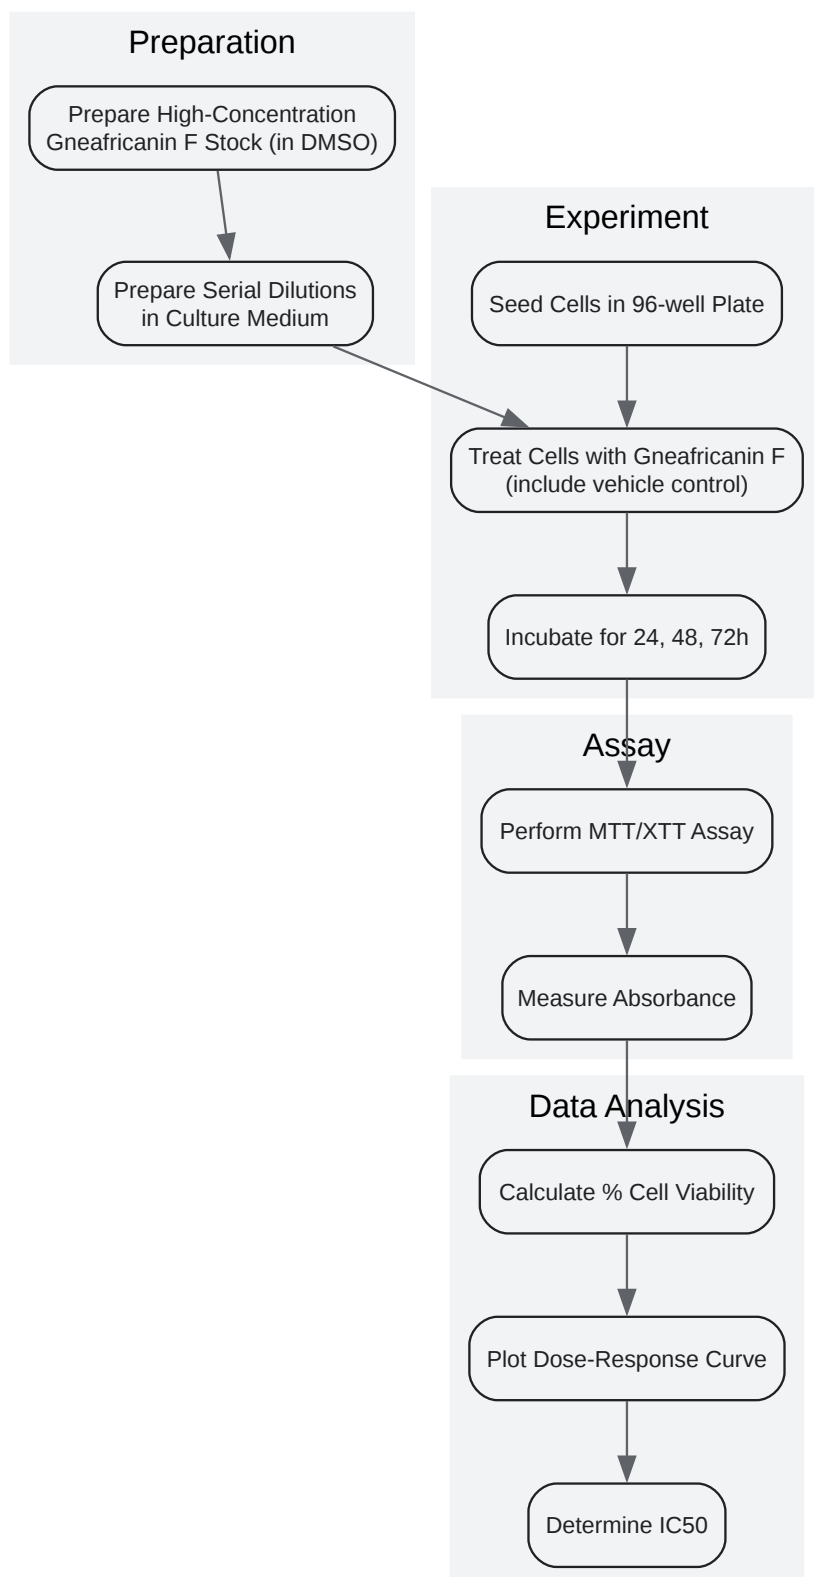 Preparation
Prepare High-Concentration
Gneafricanin F Stock (in DMSO)
Prepare Serial Dilutions
in Culture Medium
Experiment
Seed Cells in 96-well Plate
Treat Cells with Gneafricanin F
(include vehicle control)
Incubate for 24, 48, 72h
Assay
Perform MTT/XTT Assay
Measure Absorbance
Data Analysis
Calculate % Cell Viability
Plot Dose-Response Curve
Determine IC50